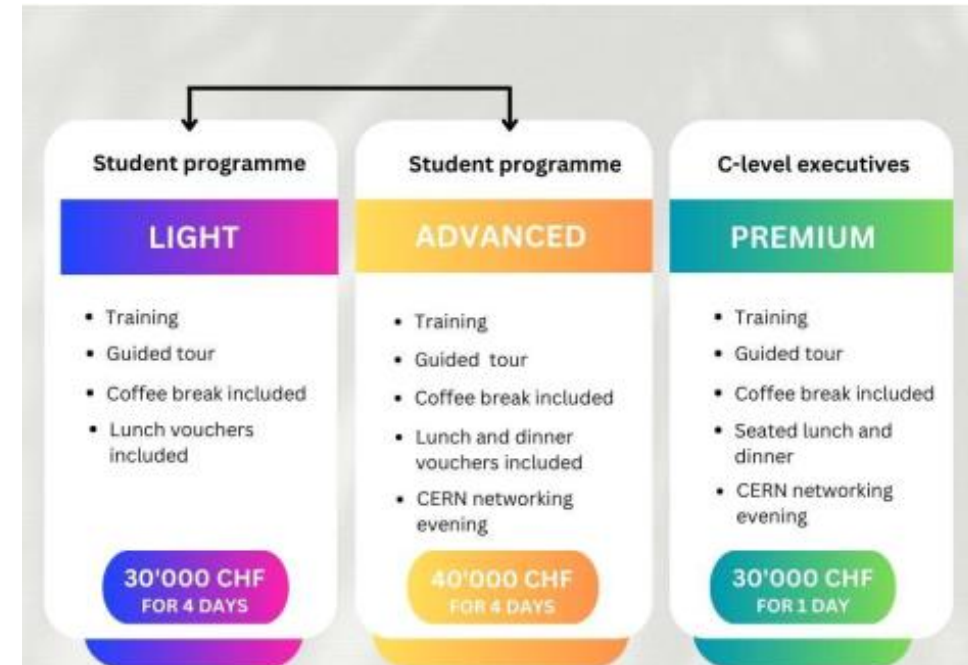 Student programme
LIGHT
• Training
• Guided tour
• Coffee break included
• Lunch vouchers
included
30'000 CHF
FOR 4 DAYS
Student programme
ADVANCED
• Training
• Guided tour
• Coffee break included
• Lunch and dinner
vouchers included
• CERN networking
evening
40'000 CHF
FOR 4 DAYS
C-level executives
PREMIUM
• Training
• Guided tour
• Coffee break included
• Seated lunch and
dinner
• CERN networking
evening
30'000 CHF
FOR 1 DAY